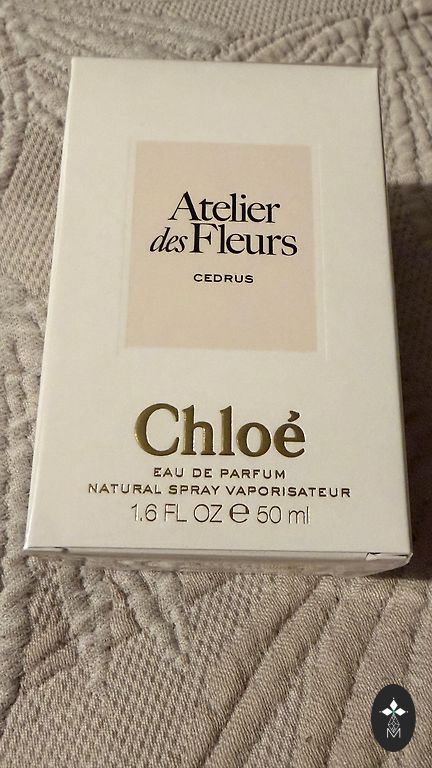 Atelier
des Fleurs
CEDRUS
Chloé
EAU DE PARFUM
NATURAL SPRAY VAPORISATEUR
1.6 FL OZ ℮ 50 ml